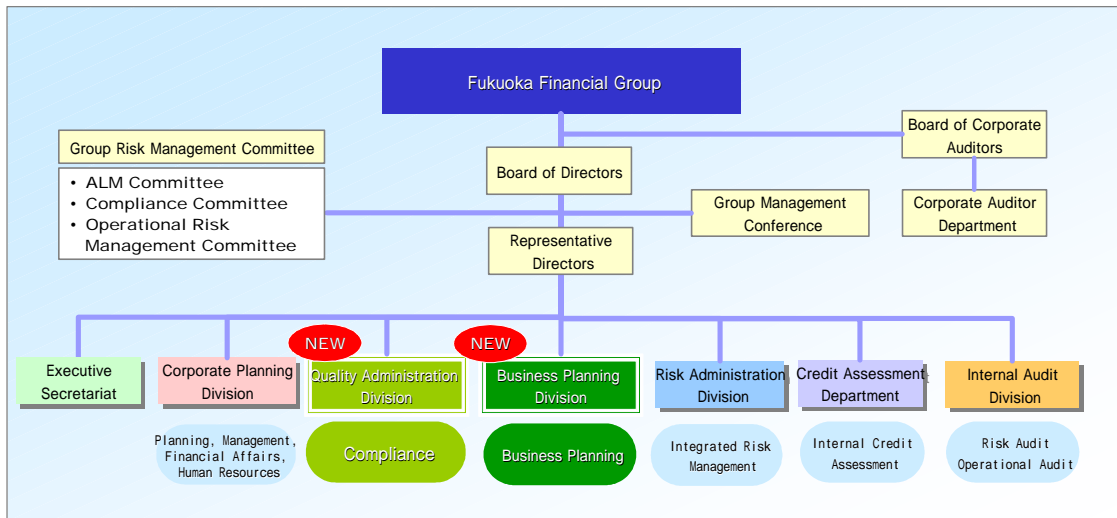 Fukuoka Financial Group
Board of Corporate
Auditors
Group Risk Management Committee
• ALM Committee
• Compliance Committee
• Operational Risk
Management Committee
Board of Directors
Group Management
Conference
Corporate Auditor
Department
Representative
Directors
NEW
NEW
Executive
Secretariat
Corporate Planning
Division
Quality Administration
Division
Business Planning
Division
Risk Administration
Division
Credit Assessment
Department
Internal Audit
Division
Planning, Management,
Financial Affairs,
Human Resources
Compliance
Business Planning
Integrated Risk
Management
Internal Credit
Assessment
Risk Audit
Operational Audit